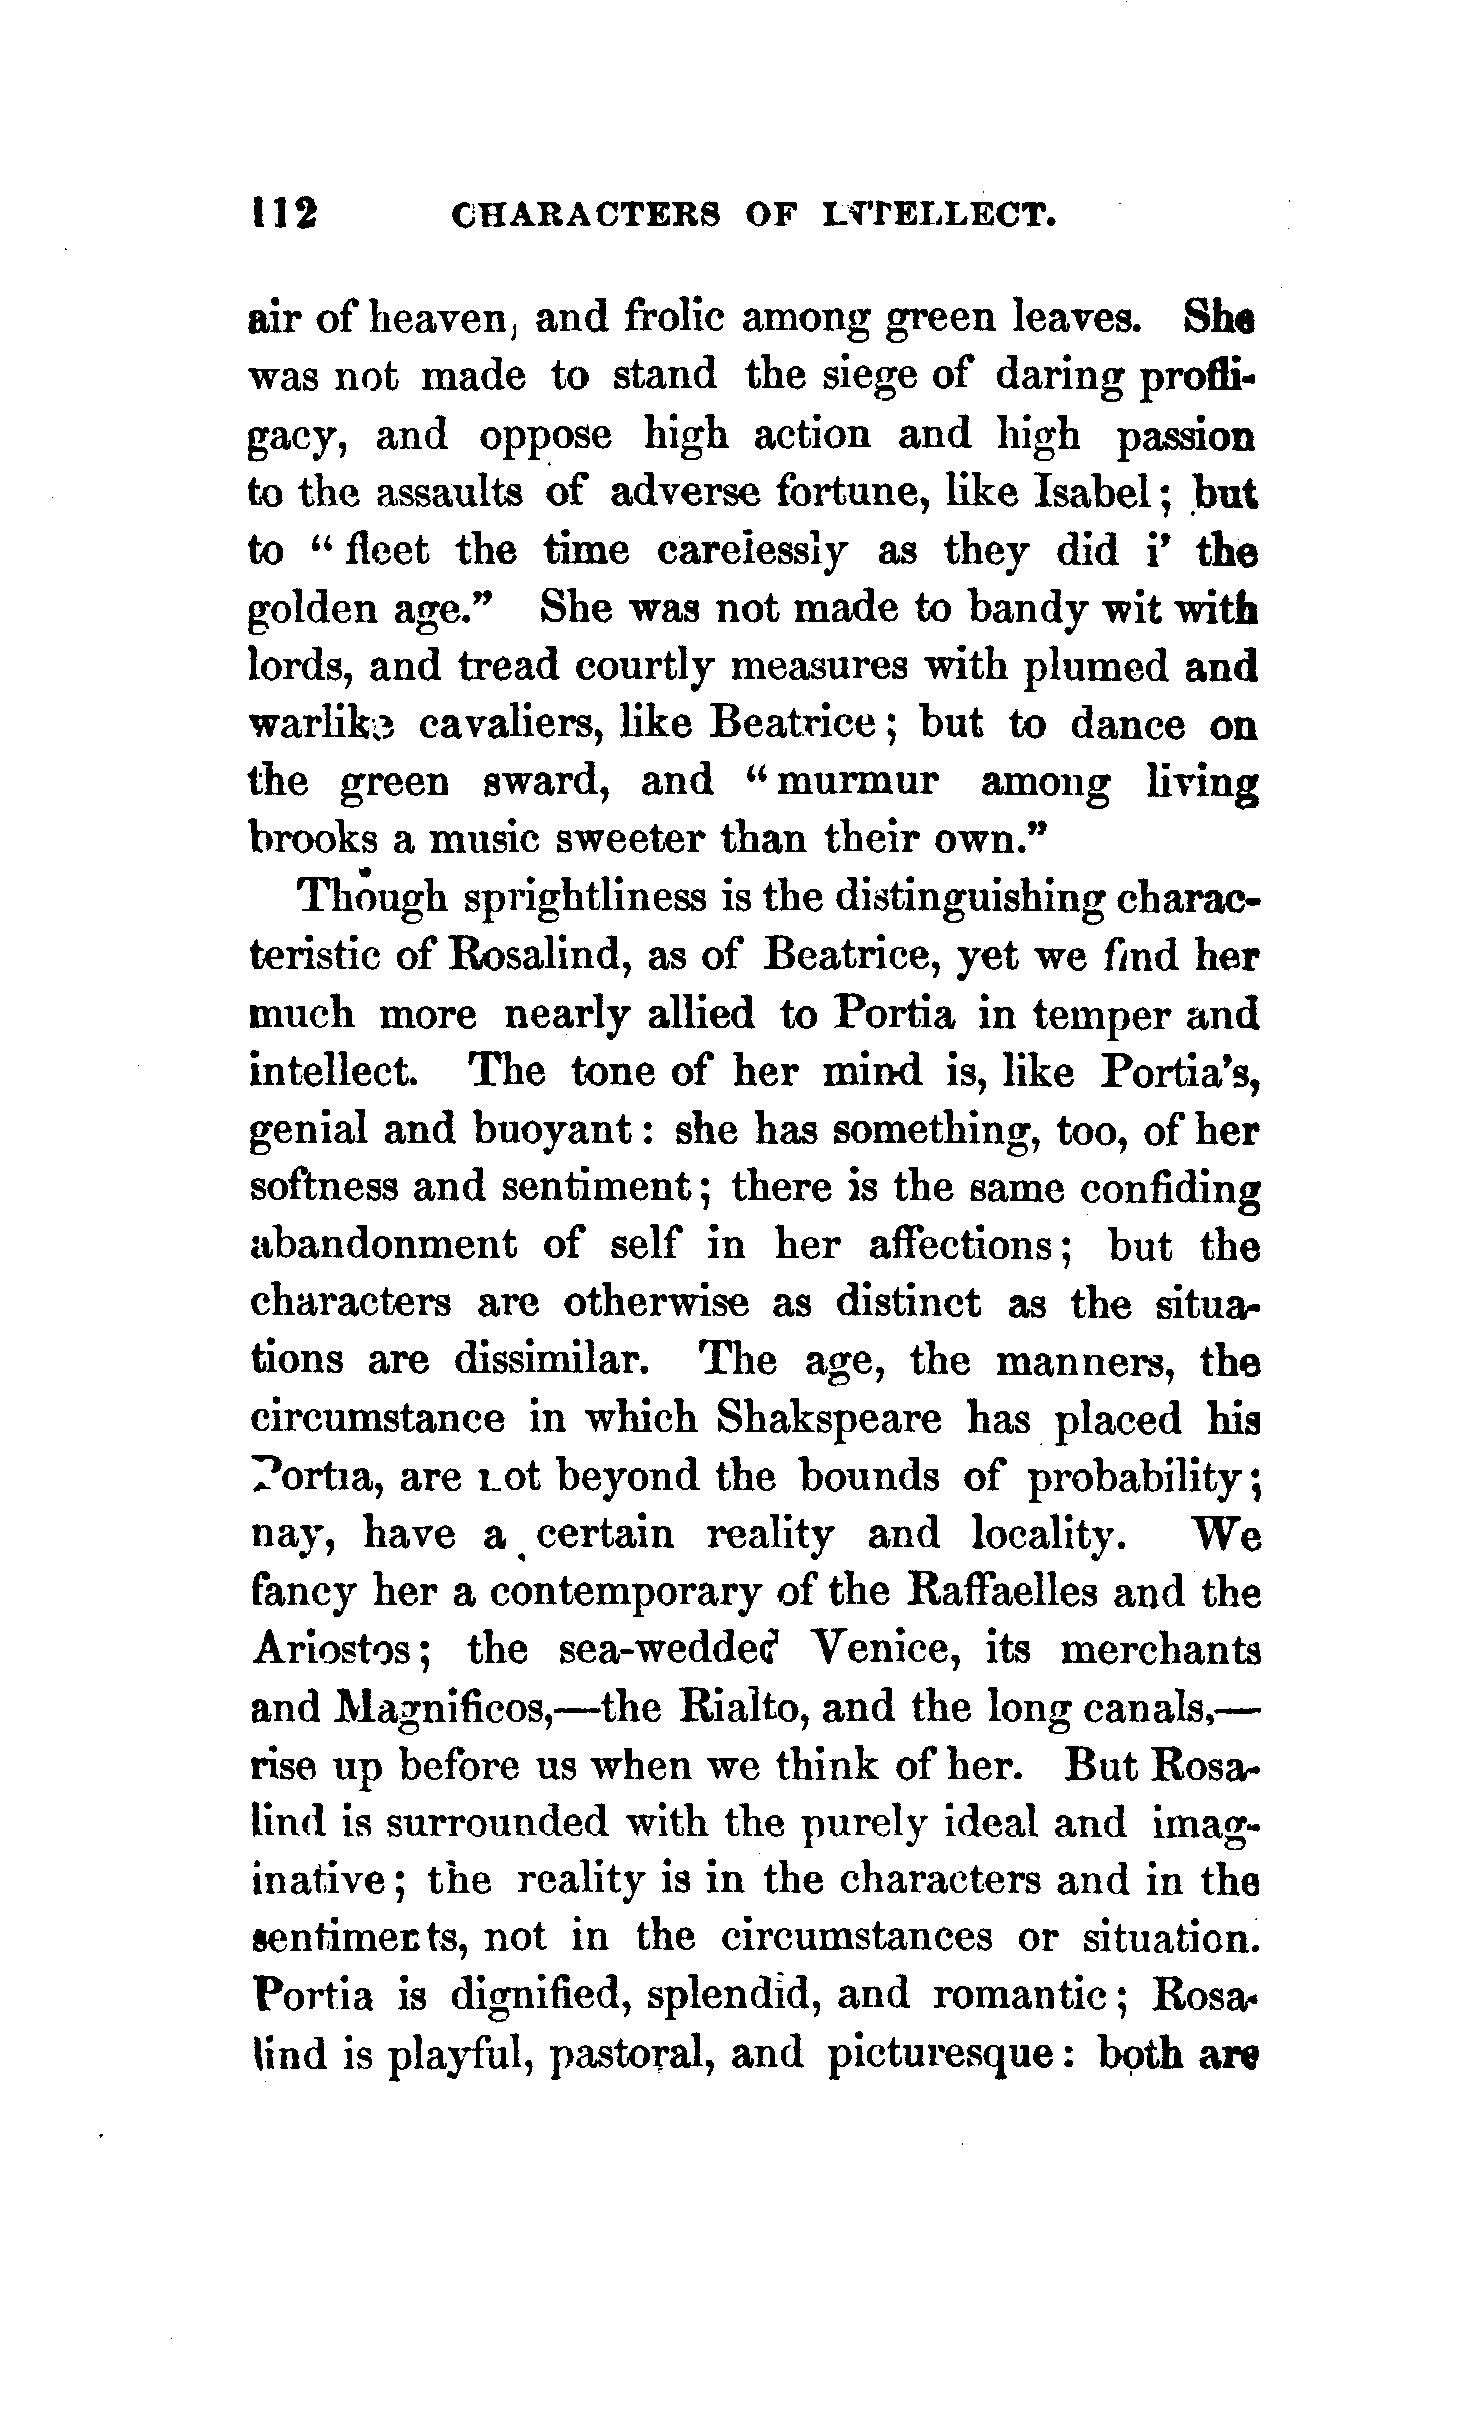 112 CHARACTERS OF INTELLECT.
air of heaven, and frolic among green leaves. She
was not made to stand the siege of daring profli-
gacy, and oppose high action and high passion
to the assaults of adverse fortune, like Isabel; but
to “ fleet the time carelessly as they did i’ the
golden age.” She was not made to bandy wit with
lords, and tread courtly measures with plumed and
warlike cavaliers, like Beatrice; but to dance on
the green sward, and “ murmur among living
brooks a music sweeter than their own.”
Though sprightliness is the distinguishing charac-
teristic of Rosalind, as of Beatrice, yet we find her
much more nearly allied to Portia in temper and
intellect. The tone of her mind is, like Portia’s,
genial and buoyant: she has something, too, of her
softness and sentiment; there is the same confiding
abandonment of self in her affections; but the
characters are otherwise as distinct as the situa-
tions are dissimilar. The age, the manners, the
circumstance in which Shakspeare has placed his
Portia, are not beyond the bounds of probability;
nay, have a certain reality and locality. We
fancy her a contemporary of the Raffaelles and the
Ariostos; the sea-wedded Venice, its merchants
and Magnificos,—the Rialto, and the long canals,—
rise up before us when we think of her. But Rosa-
lind is surrounded with the purely ideal and imag-
inative; the reality is in the characters and in the
sentiments, not in the circumstances or situation.
Portia is dignified, splendid, and romantic; Rosa-
lind is playful, pastoral, and picturesque: both are